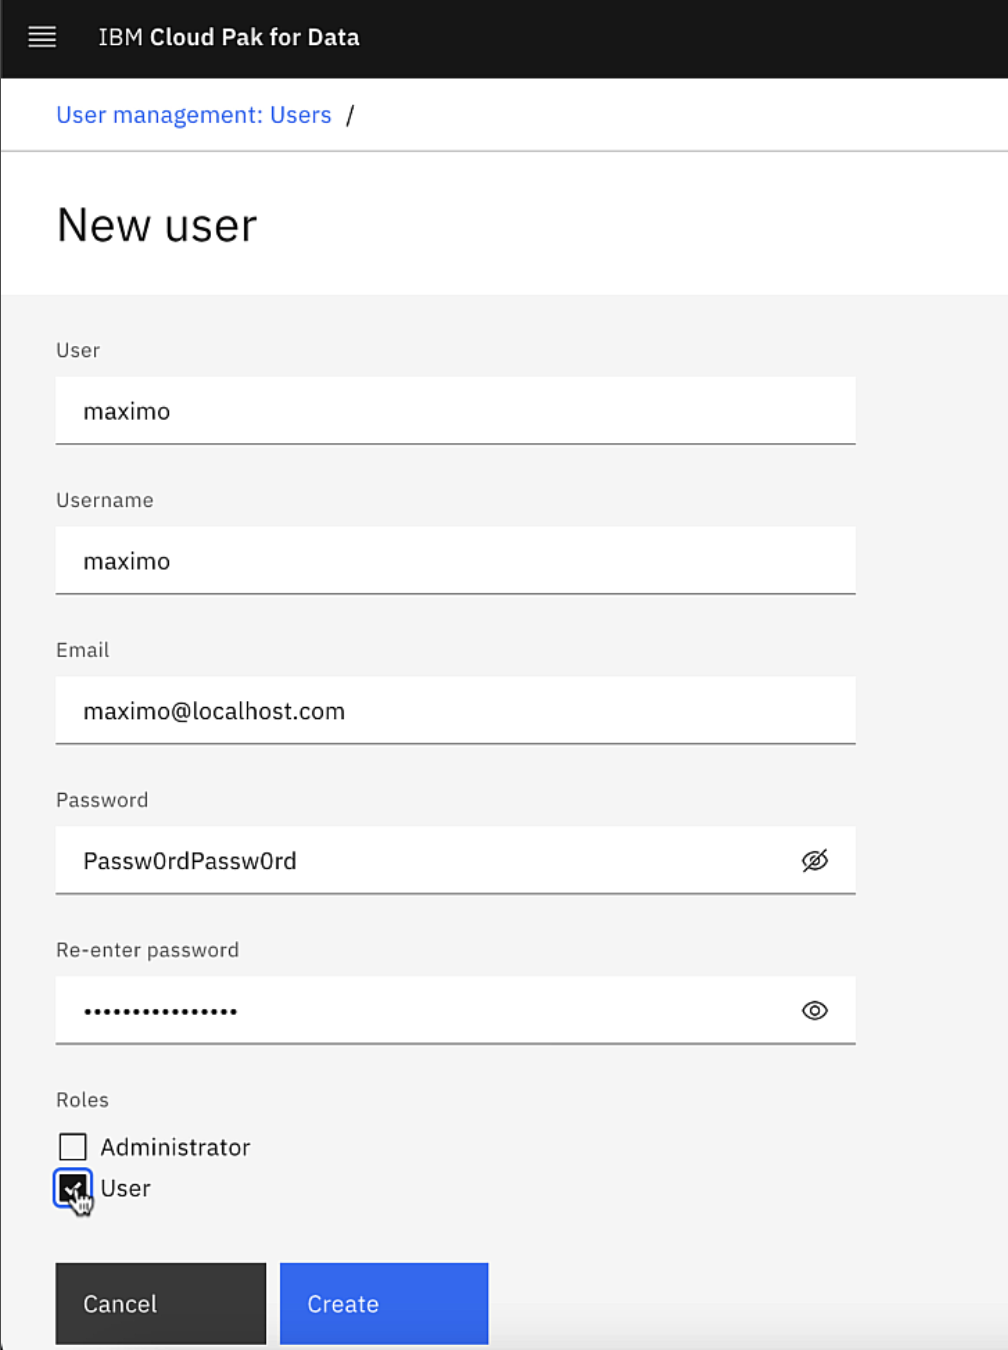 IBM Cloud Pak for Data
User management: Users /
New user
User
maximo
Username
maximo
Email
maximo@localhost.com
Password
Passw0rdPassw0rd
Re-enter password
••••••••••••••••
Roles
Administrator
User
Cancel
Create